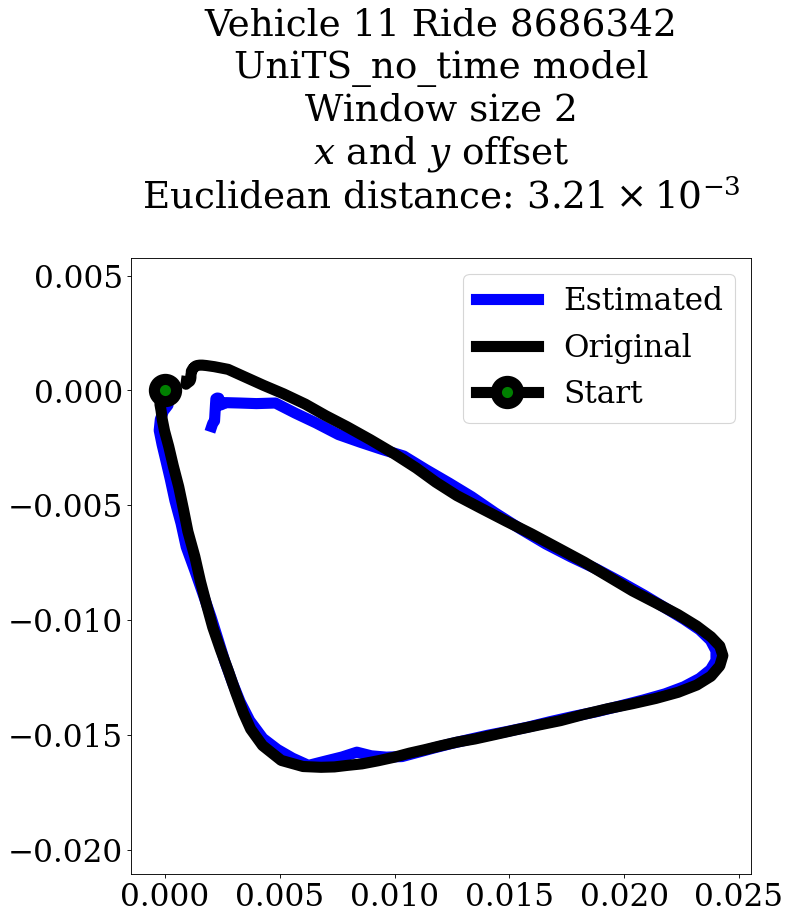 Vehicle 11 Ride 8686342
UniTS_no_time model
Window size 2
x and y offset
Euclidean distance: 3.21 × 10⁻³
Estimated
Original
Start
0.005
0.000
−0.005
−0.010
−0.015
−0.020
0.000 0.005 0.010 0.015 0.020 0.025